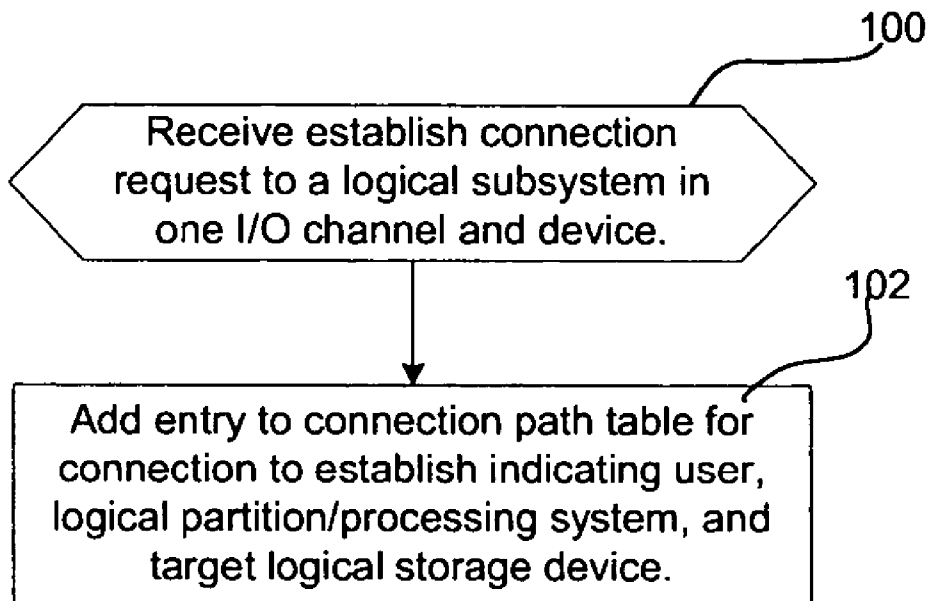 100
Receive establish connection
request to a logical subsystem in
one I/O channel and device.
102
Add entry to connection path table for
connection to establish indicating user,
logical partition/processing system, and
target logical storage device.